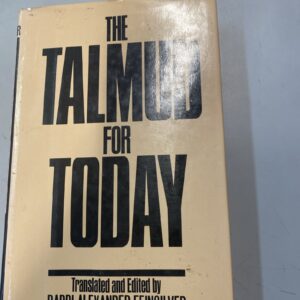 THE
TALMUD
FOR
TODAY
Translated and Edited by
RABBI ALEXANDER FEINSILVER